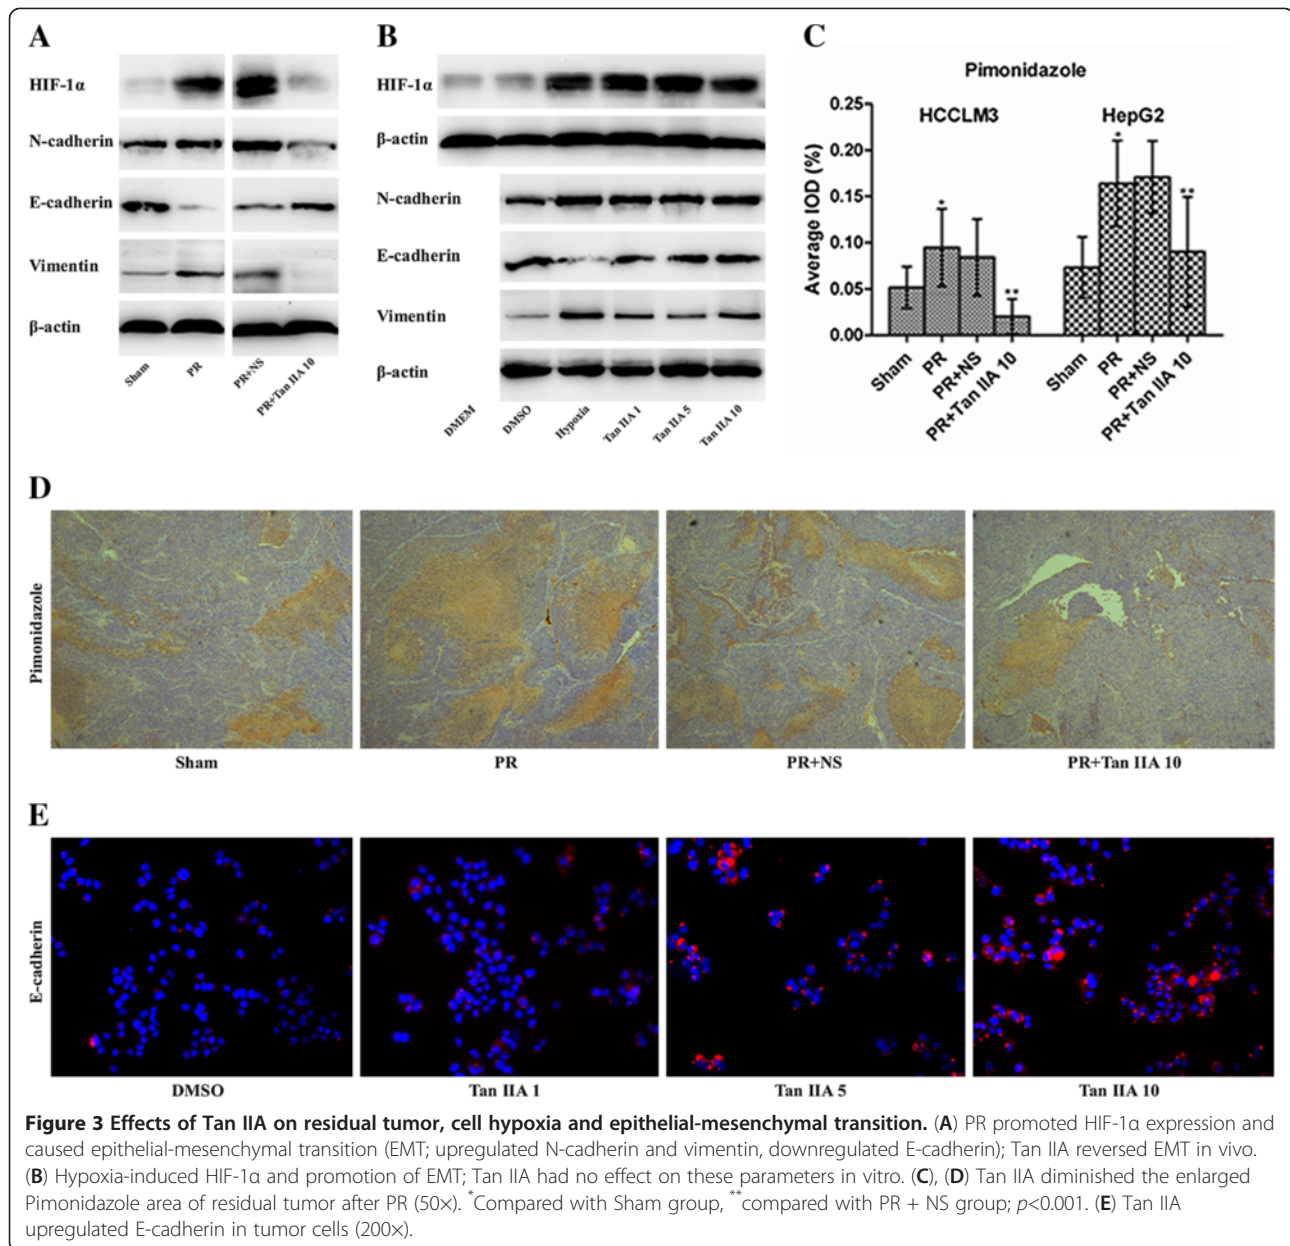 A
HIF-1α
N-cadherin
E-cadherin
Vimentin
β-actin
Sham
PR
PR+NS
PR+Tan IIA 10
B
HIF-1α
β-actin
N-cadherin
E-cadherin
Vimentin
β-actin
DMEM
DMSO
Hypoxia
Tan IIA 1
Tan IIA 5
Tan IIA 10
C
Pimonidazole
HCCLM3 HepG2
Average IOD (%)
0.25
0.20
0.15
0.10
0.05
0.00
* ** * **
Sham
PR
PR+NS
PR+Tan IIA 10
Sham
PR
PR+NS
PR+Tan IIA 10
D
Pimonidazole
Sham PR PR+NS PR+Tan IIA 10
E
E-cadherin
DMSO Tan IIA 1 Tan IIA 5 Tan IIA 10
Figure 3 Effects of Tan IIA on residual tumor, cell hypoxia and epithelial-mesenchymal transition. (A) PR promoted HIF-1α expression and
caused epithelial-mesenchymal transition (EMT; upregulated N-cadherin and vimentin, downregulated E-cadherin); Tan IIA reversed EMT in vivo.
(B) Hypoxia-induced HIF-1α and promotion of EMT; Tan IIA had no effect on these parameters in vitro. (C), (D) Tan IIA diminished the enlarged
Pimonidazole area of residual tumor after PR (50×). *Compared with Sham group, **compared with PR + NS group; p<0.001. (E) Tan IIA
upregulated E-cadherin in tumor cells (200×).